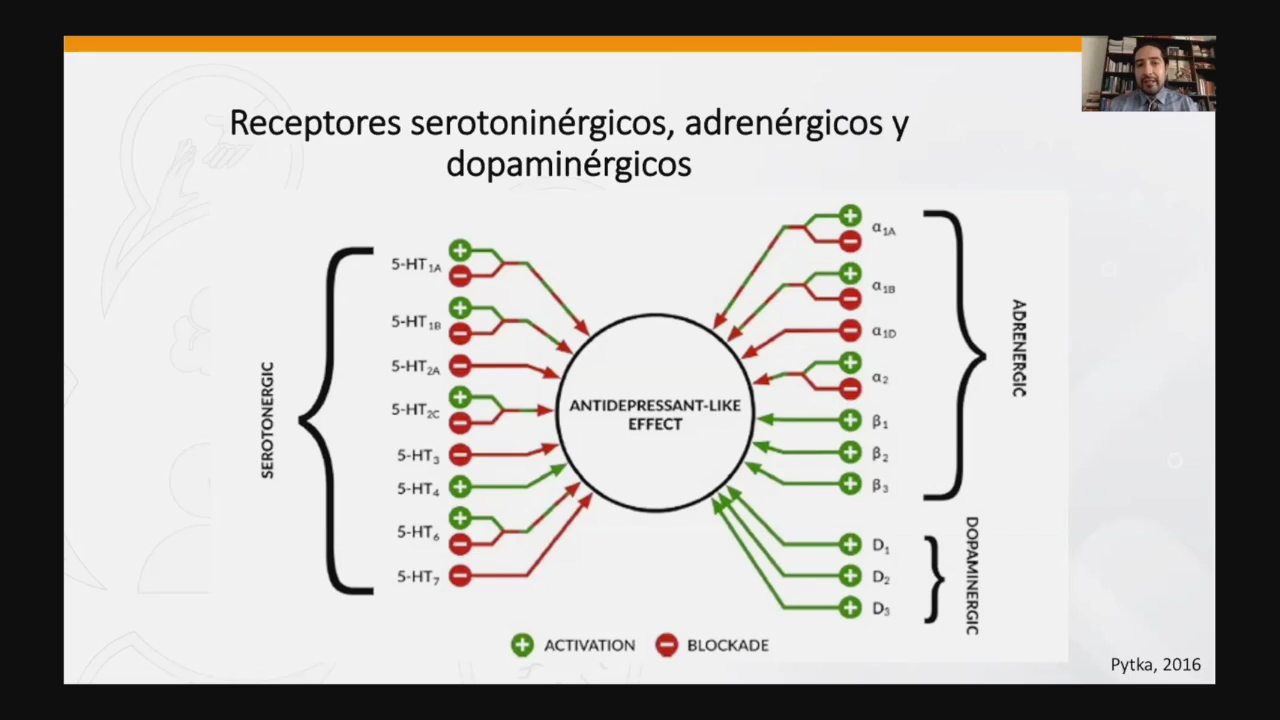 Receptores serotoninérgicos, adrenérgicos y
dopaminérgicos
SEROTONERGIC
5-HT1A
5-HT1B
5-HT2A
5-HT2C
5-HT3
5-HT4
5-HT6
5-HT7
ANTIDEPRESSANT-LIKE
EFFECT
α1A
α1B
α1D
α2
β1
β2
β3
ADRENERGIC
D1
D2
D3
DOPAMINERGIC
ACTIVATION
BLOCKADE
Pytka, 2016